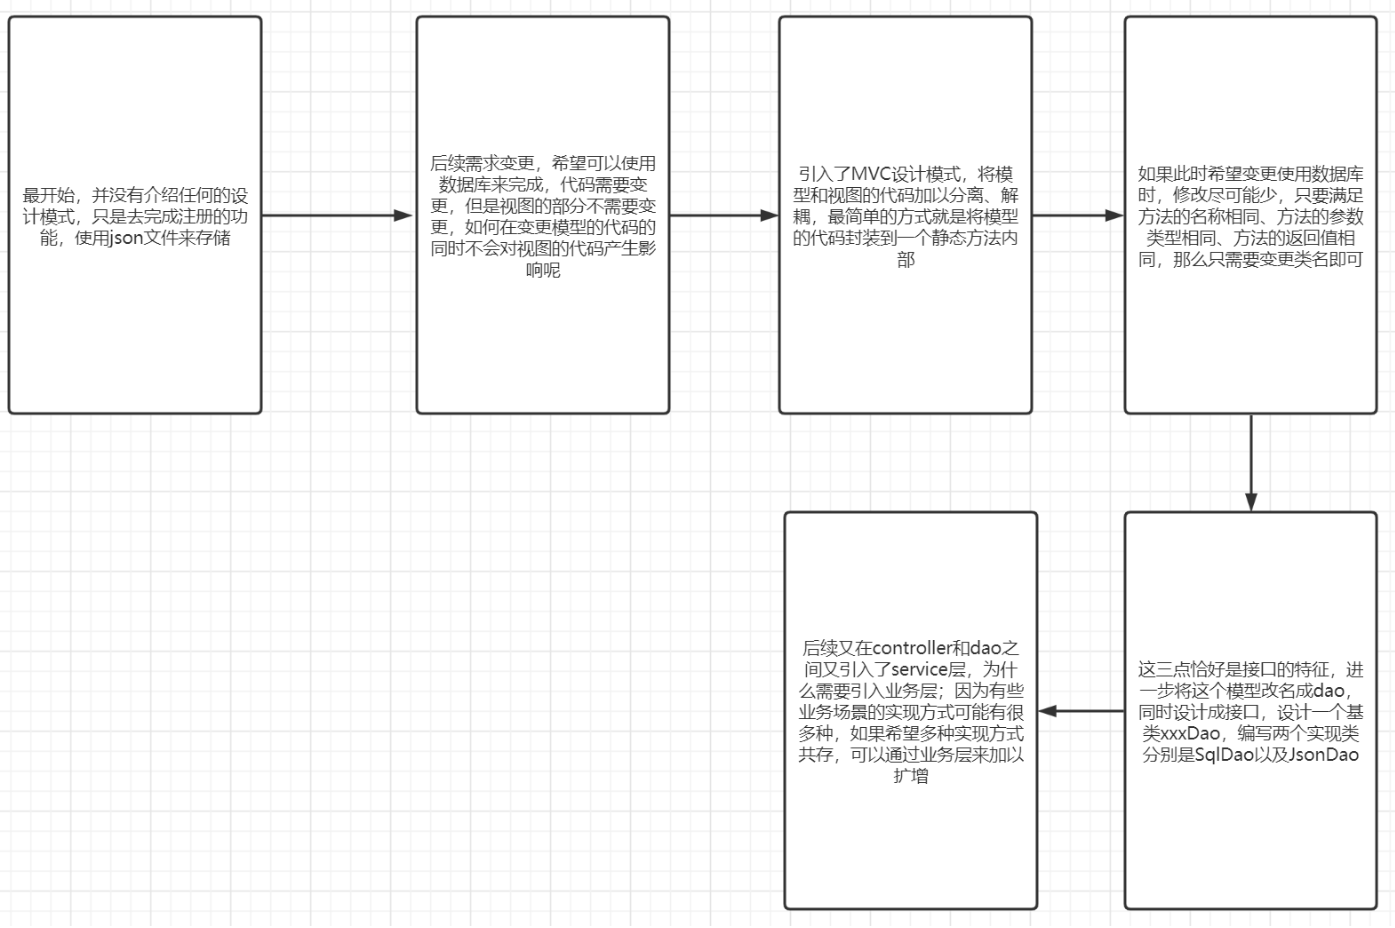 最开始，并没有介绍任何的设
计模式，只是去完成注册的功
能，使用json文件来存储
后续需求变更，希望可以使用
数据库来完成，代码需要变
更，但是视图的部分不需要变
更，如何在变更模型的代码的
同时不会对视图的代码产生影
响呢
引入了MVC设计模式，将模
型和视图的代码加以分离、解
耦，最简单的方式就是将模型
的代码封装到一个静态方法内
部
如果此时希望变更使用数据库
时，修改尽可能少，只要满足
方法的名称相同、方法的参数
类型相同、方法的返回值相
同，那么只需要变更类名即可
这三点恰好是接口的特征，进
一步将这个模型改名成dao，
同时设计成接口，设计一个基
类xxxDao，编写两个实现类
分别是SqlDao以及JsonDao
后续又在controller和dao之
间又引入了service层，为什
么需要引入业务层；因为有些
业务场景的实现方式可能有很
多种，如果希望多种实现方式
共存，可以通过业务层来加以
扩增